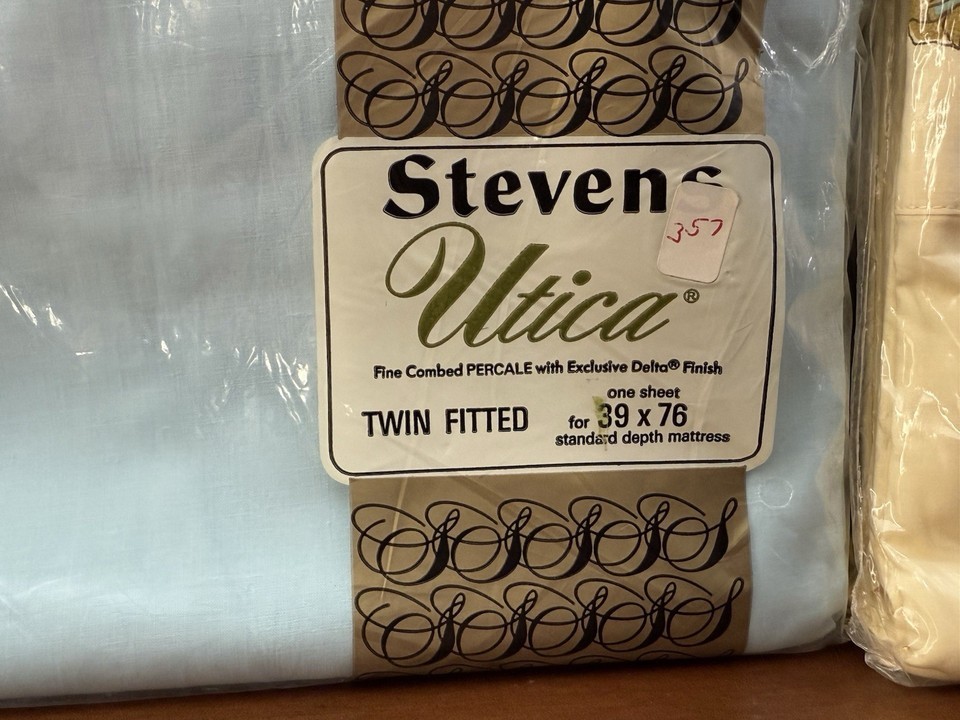 S S S S S
S S S S S
Stevens
357
Utica®
Fine Combed PERCALE with Exclusive Delta® Finish
one sheet
TWIN FITTED for 39 x 76
standard depth mattress
S S S S S
S S S S S